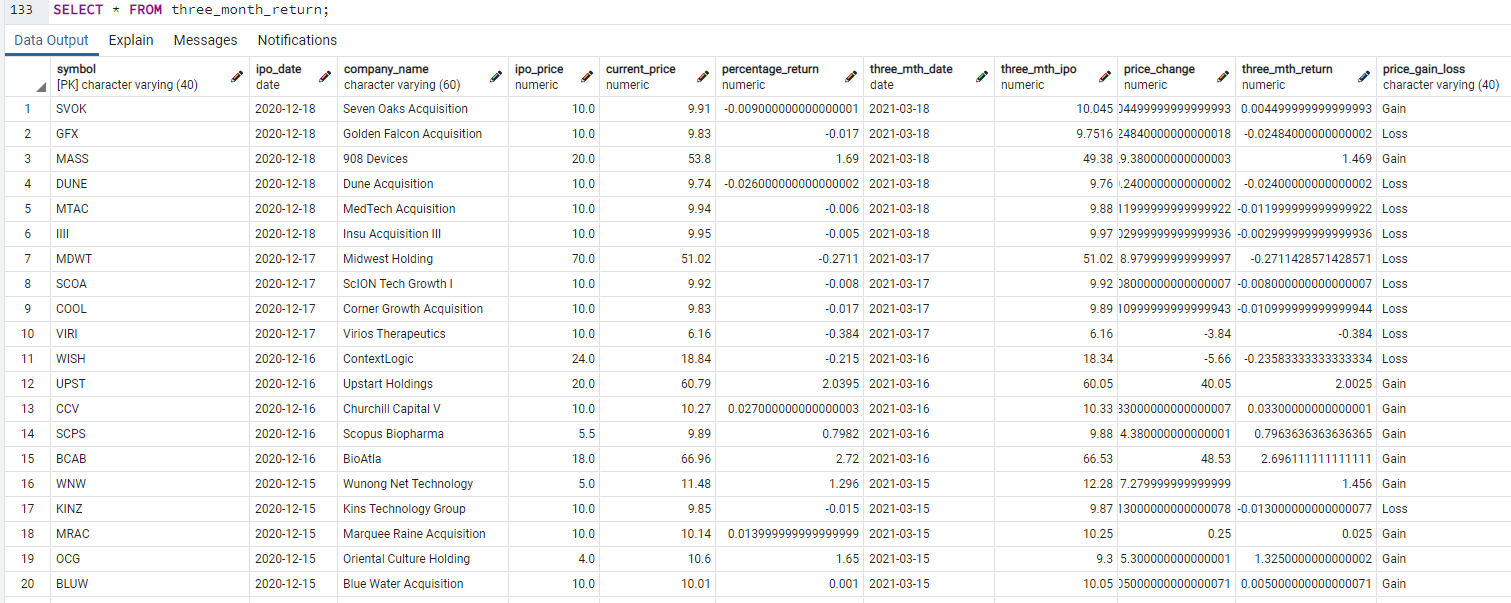 133 SELECT * FROM three_month_return;
Data Output Explain Messages Notifications
symbol ipo_date company_name ipo_price current_price percentage_return three_mth_date three_mth_ipo price_change three_mth_return price_gain_loss
[PK] character varying (40) date character varying (60) numeric numeric numeric date numeric numeric numeric character varying (40)
1 SVOK 2020-12-18 Seven Oaks Acquisition 10.0 9.91 -0.009000000000000001 2021-03-18 10.045 04499999999999993 0.004499999999999993 Gain
2 GFX 2020-12-18 Golden Falcon Acquisition 10.0 9.83 -0.017 2021-03-18 9.7516 24840000000000018 -0.02484000000000002 Loss
3 MASS 2020-12-18 908 Devices 20.0 53.8 1.69 2021-03-18 49.38 9.380000000000003 1.469 Gain
4 DUNE 2020-12-18 Dune Acquisition 10.0 9.74 -0.026000000000000002 2021-03-18 9.76 .2400000000000002 -0.02400000000000002 Loss
5 MTAC 2020-12-18 MedTech Acquisition 10.0 9.94 -0.006 2021-03-18 9.88 11999999999999922 -0.011999999999999922 Loss
6 IIII 2020-12-18 Insu Acquisition III 10.0 9.95 -0.005 2021-03-18 9.97 02999999999999936 -0.002999999999999936 Loss
7 MDWT 2020-12-17 Midwest Holding 70.0 51.02 -0.2711 2021-03-17 51.02 8.979999999999997 -0.2711428571428571 Loss
8 SCOA 2020-12-17 ScION Tech Growth I 10.0 9.92 -0.008 2021-03-17 9.92 08000000000000007 -0.008000000000000007 Loss
9 COOL 2020-12-17 Corner Growth Acquisition 10.0 9.83 -0.017 2021-03-17 9.89 10999999999999943 -0.010999999999999944 Loss
10 VIRI 2020-12-17 Virios Therapeutics 10.0 6.16 -0.384 2021-03-17 6.16 -3.84 -0.384 Loss
11 WISH 2020-12-16 ContextLogic 24.0 18.84 -0.215 2021-03-16 18.34 -5.66 -0.23583333333333334 Loss
12 UPST 2020-12-16 Upstart Holdings 20.0 60.79 2.0395 2021-03-16 60.05 40.05 2.0025 Gain
13 CCV 2020-12-16 Churchill Capital V 10.0 10.27 0.027000000000000003 2021-03-16 10.33 33000000000000007 0.03300000000000001 Gain
14 SCPS 2020-12-16 Scopus Biopharma 5.5 9.89 0.7982 2021-03-16 9.88 4.380000000000001 0.7963636363636365 Gain
15 BCAB 2020-12-16 BioAtla 18.0 66.96 2.72 2021-03-16 66.53 48.53 2.696111111111111 Gain
16 WNW 2020-12-15 Wunong Net Technology 5.0 11.48 1.296 2021-03-15 12.28 7.279999999999999 1.456 Gain
17 KINZ 2020-12-15 Kins Technology Group 10.0 9.85 -0.015 2021-03-15 9.87 13000000000000078 -0.013000000000000077 Loss
18 MRAC 2020-12-15 Marquee Raine Acquisition 10.0 10.14 0.013999999999999999 2021-03-15 10.25 0.25 0.025 Gain
19 OCG 2020-12-15 Oriental Culture Holding 4.0 10.6 1.65 2021-03-15 9.3 5.300000000000001 1.3250000000000002 Gain
20 BLUW 2020-12-15 Blue Water Acquisition 10.0 10.01 0.001 2021-03-15 10.05 05000000000000071 0.005000000000000071 Gain